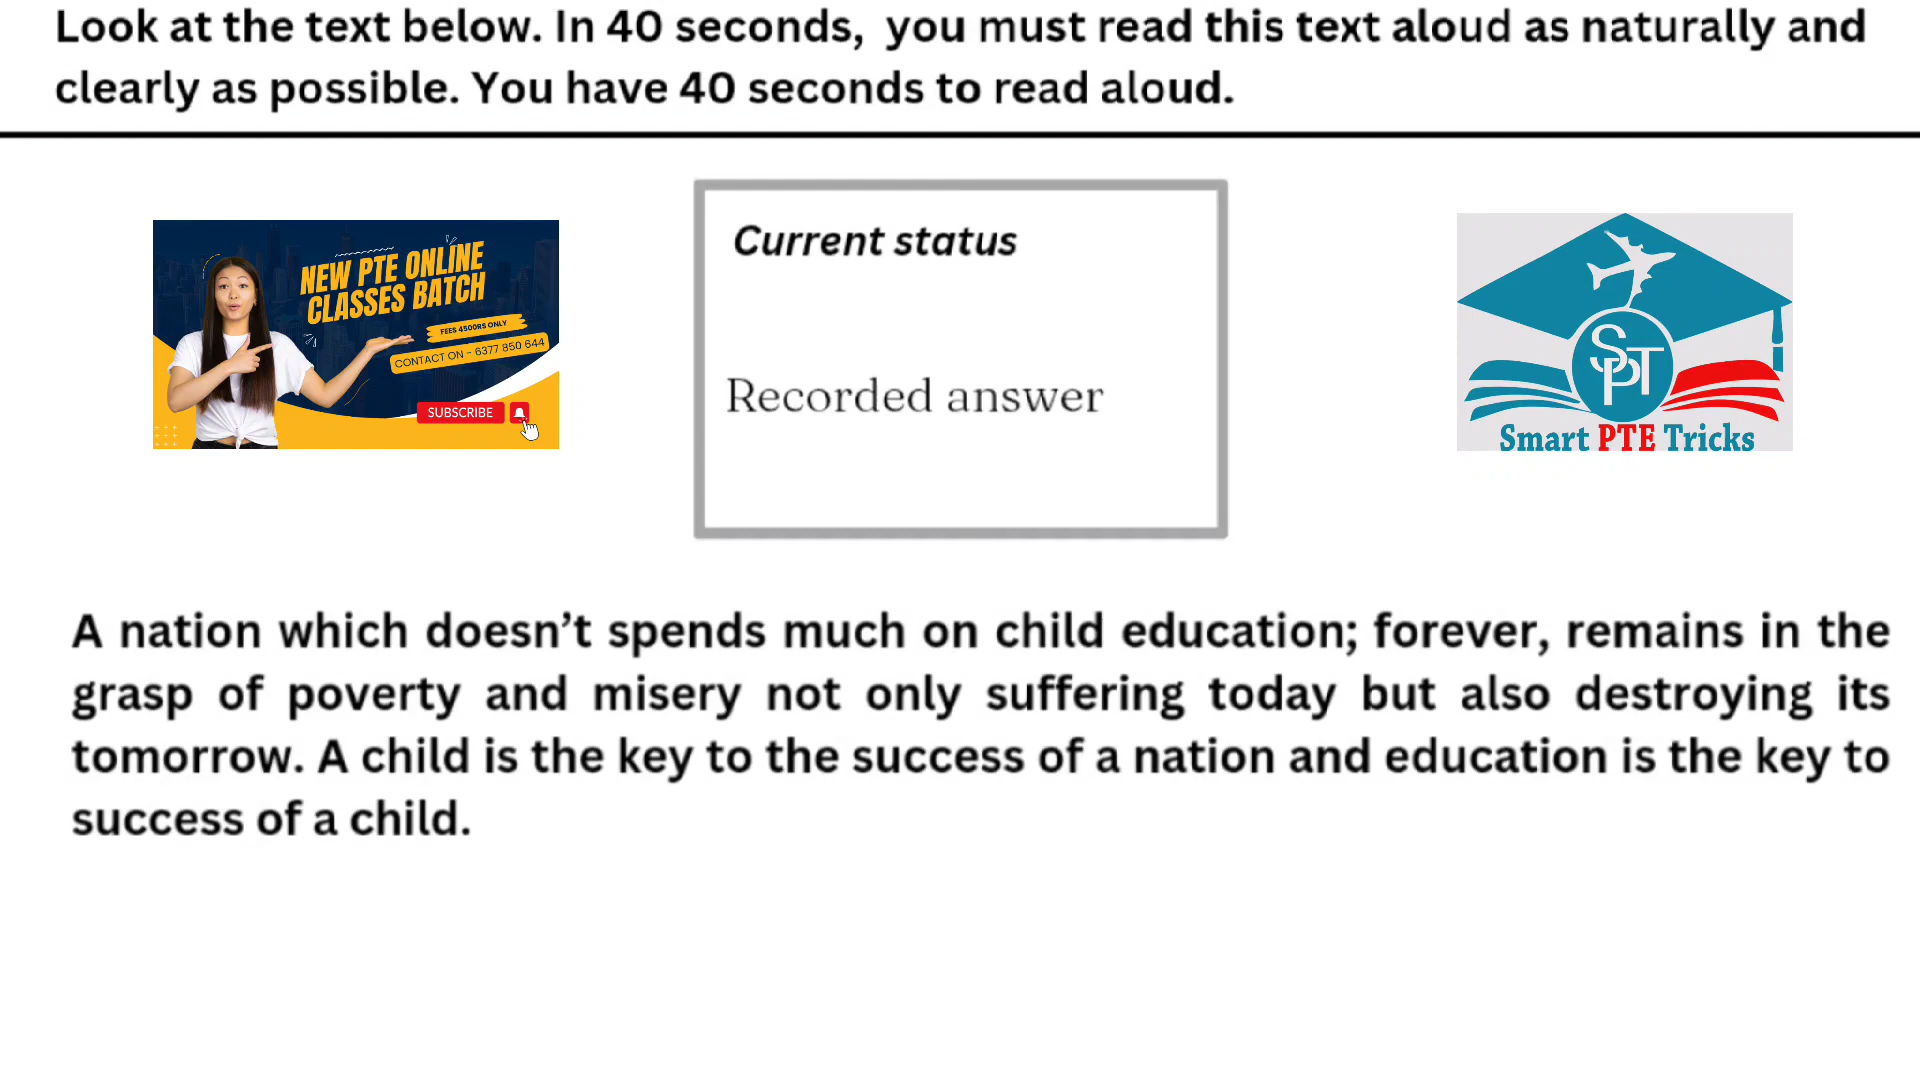 Look at the text below. In 40 seconds, you must read this text aloud as naturally and
clearly as possible. You have 40 seconds to read aloud.
NEW PTE ONLINE
CLASSES BATCH
FEES 4500RS ONLY
CONTACT ON - 6377 850 644
SUBSCRIBE
Current status
Recorded answer
SPT
Smart PTE Tricks
A nation which doesn’t spends much on child education; forever, remains in the
grasp of poverty and misery not only suffering today but also destroying its
tomorrow. A child is the key to the success of a nation and education is the key to
success of a child.